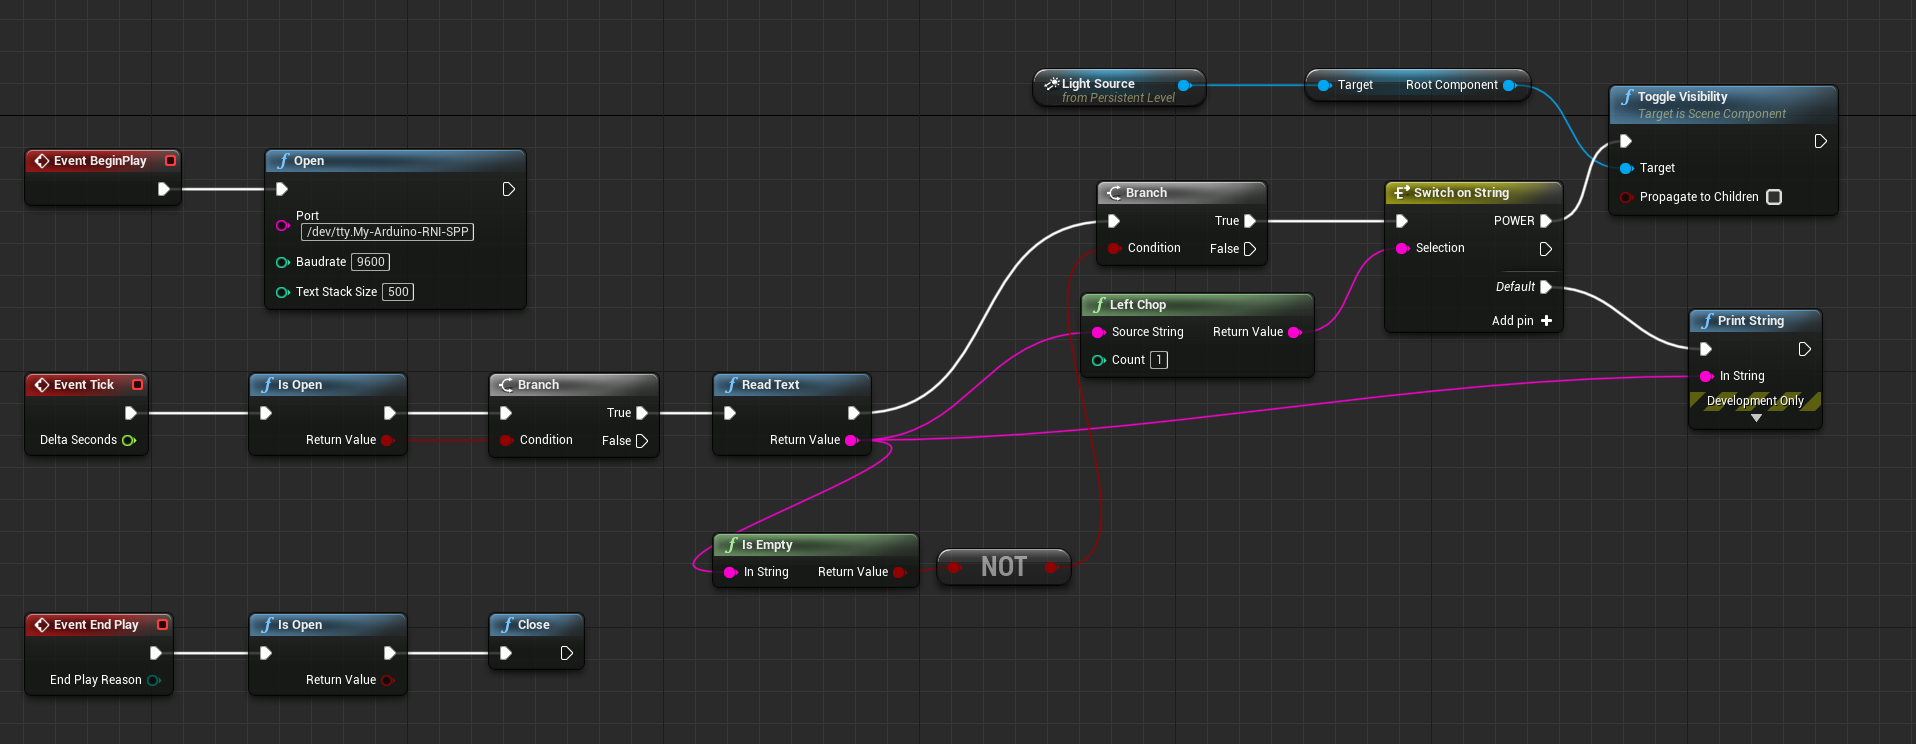 Light Source
from Persistent Level
Target Root Component
Toggle Visibility
Target is Scene Component
Target
Propagate to Children
Event BeginPlay
Open
Port
/dev/tty.My-Arduino-RNI-SPP
Baudrate 9600
Text Stack Size 500
Branch
True
Condition False
Switch on String
POWER
Selection
Default
Add pin
Left Chop
Source String Return Value
Count 1
Print String
In String
Development Only
Event Tick
Delta Seconds
Is Open
Return Value
Branch
True
Condition False
Read Text
Return Value
Is Empty
In String Return Value
NOT
Event End Play
End Play Reason
Is Open
Return Value
Close